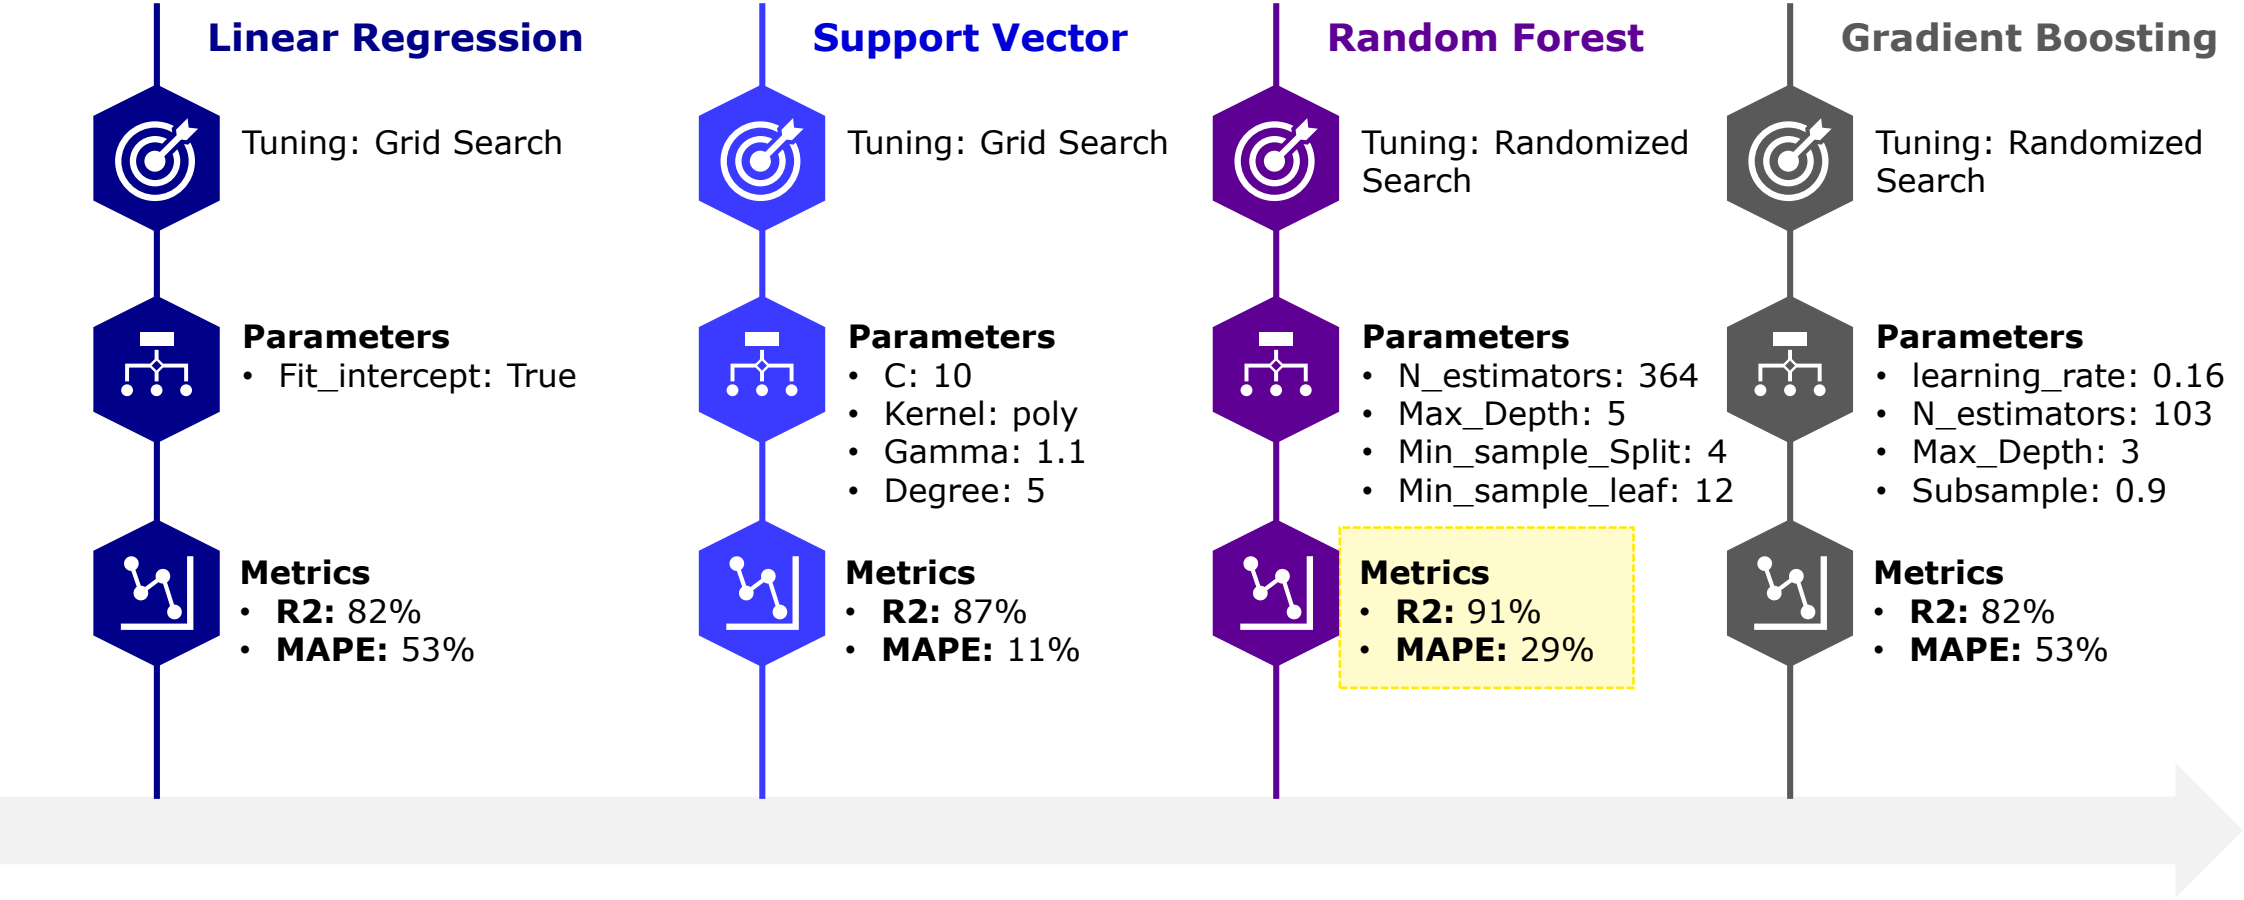 Linear Regression
Tuning: Grid Search
Parameters
• Fit_intercept: True
Metrics
• R2: 82%
• MAPE: 53%
Support Vector
Tuning: Grid Search
Parameters
• C: 10
• Kernel: poly
• Gamma: 1.1
• Degree: 5
Metrics
• R2: 87%
• MAPE: 11%
Random Forest
Tuning: Randomized
Search
Parameters
• N_estimators: 364
• Max_Depth: 5
• Min_sample_Split: 4
• Min_sample_leaf: 12
Metrics
• R2: 91%
• MAPE: 29%
Gradient Boosting
Tuning: Randomized
Search
Parameters
• learning_rate: 0.16
• N_estimators: 103
• Max_Depth: 3
• Subsample: 0.9
Metrics
• R2: 82%
• MAPE: 53%